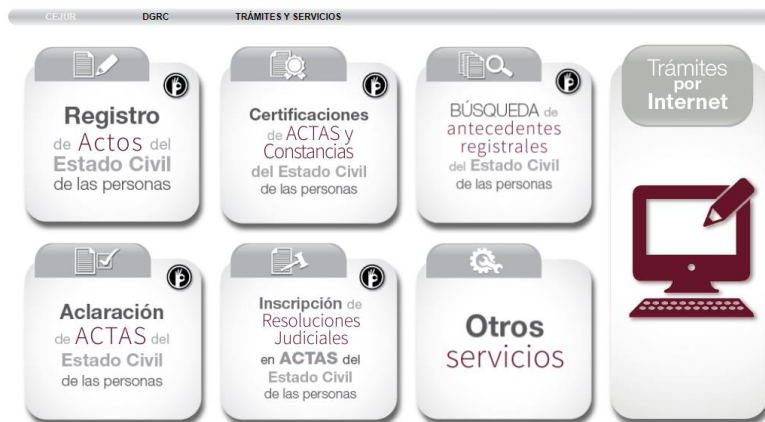 CEJUR DGRC TRÁMITES Y SERVICIOS
Registro
de Actos del
Estado Civil
de las personas
Certificaciones
de ACTAS y
Constancias
del Estado Civil
de las personas
BÚSQUEDA de
antecedentes
registrales
del Estado Civil
de las personas
Trámites
por
Internet
Aclaración
de ACTAS del
Estado Civil
de las personas
Inscripción de
Resoluciones
Judiciales
en ACTAS del
Estado Civil
de las personas
Otros
servicios